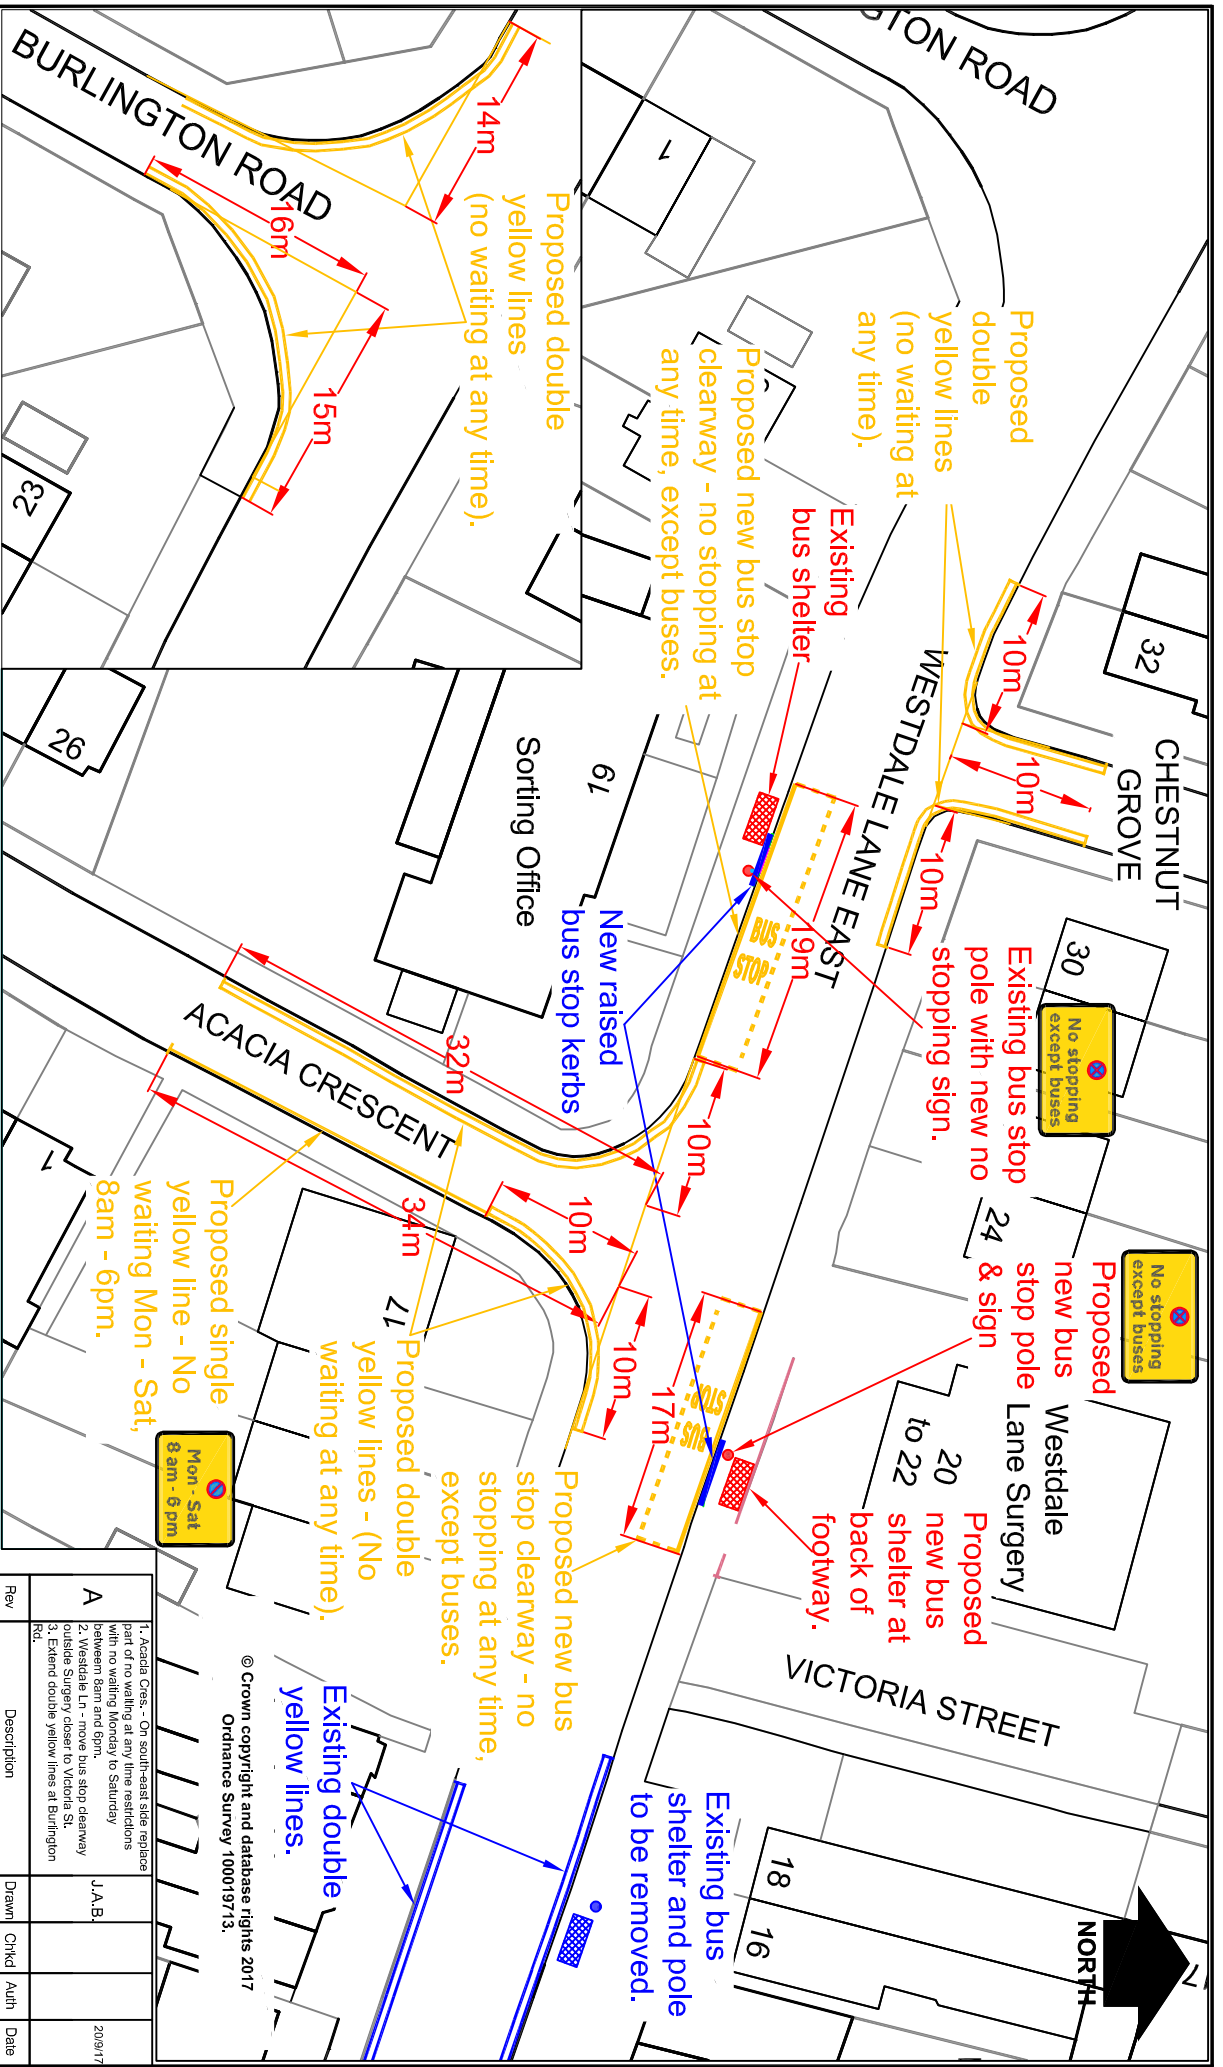 GTON ROAD
BURLINGTON ROAD
14m
16m
15m
Proposed double
yellow lines
(no waiting at any time).
23
1
Proposed
double
yellow lines
(no waiting at
any time).
Proposed new bus stop
clearway - no stopping at
any time, except buses.
Existing
bus shelter
32
CHESTNUT
GROVE
10m
10m
10m
WESTDALE LANE EAST
19m
BUS
STOP
61
Sorting Office
26
New raised
bus stop kerbs
30
No stopping
except buses
Existing bus stop
pole with new no
stopping sign.
ACACIA CRESCENT
32m
10m
10m
34m
10m
17m
24
No stopping
except buses
Proposed
new bus
stop pole
& sign
BUS
STOP
Westdale
Lane Surgery
20
to 22
Proposed
new bus
shelter at
back of
footway.
1
17
Proposed single
yellow line - No
waiting Mon - Sat,
8am - 6pm.
Mon - Sat
8 am - 6 pm
Proposed double
yellow lines - (No
waiting at any time).
Proposed new bus
stop clearway - no
stopping at any time,
except buses.
VICTORIA STREET
Existing bus
shelter and pole
to be removed.
18
16
17
NORTH
Existing double
yellow lines.
© Crown copyright and database rights 2017
Ordnance Survey 100019713.
A
1. Acacia Cres. - On south-east side replace
part of no waiting at any time restrictions
with no waiting Monday to Saturday
betweem 8am and 6pm.
2. Westdale Ln - move bus stop clearway
outside Surgery closer to Victoria St.
3. Extend double yellow lines at Burlington
Rd.
J.A.B.
20/9/17
Rev
Description
Drawn
Ch'kd
Auth
Date